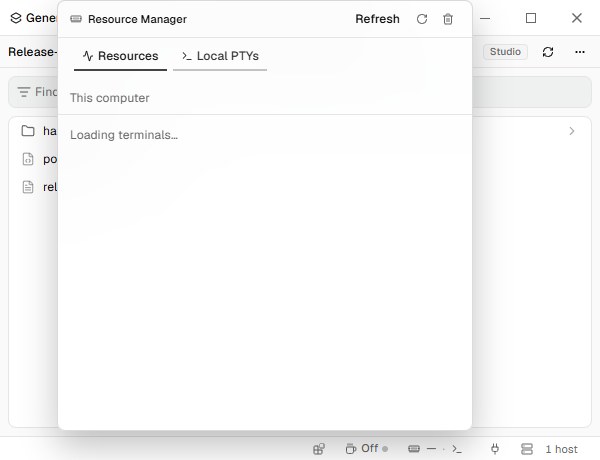 Gener
Resource Manager
Refresh
Release-
Resources
Local PTYs
Studio
Find
This computer
Loading terminals…
ha
po
rel
Off
1 host